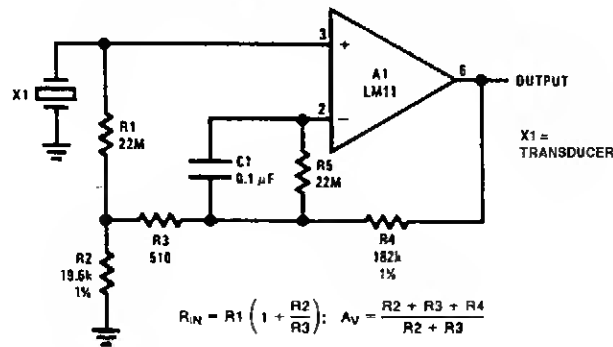 3
+
A1
LM11
6
OUTPUT
X1
2
−
R1
22M
C1
0.1 μF
R5
22M
X1 =
TRANSDUCER
R3
510
R4
182k
1%
R2
19.6k
1%
R_IN = R1 (1 + R2/R3); A_V = (R2 + R3 + R4)/(R2 + R3)